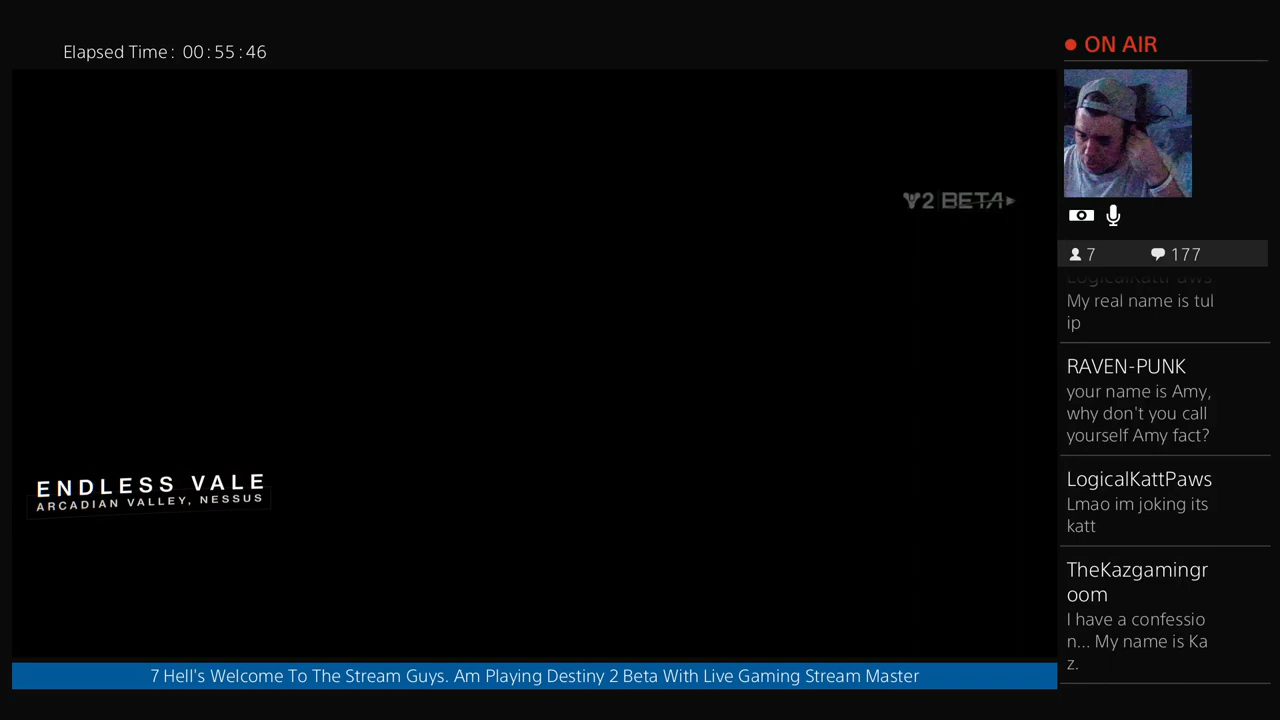 Elapsed Time: 00:55:46
ON AIR
2 BETA
7
177
LogicalKattPaws
My real name is tul
ip
RAVEN-PUNK
your name is Amy,
why don't you call
yourself Amy fact?
LogicalKattPaws
Lmao im joking its
katt
TheKazgamingr
oom
I have a confessio
n... My name is Ka
z.
ENDLESS VALE
ARCADIAN VALLEY, NESSUS
7 Hell's Welcome To The Stream Guys. Am Playing Destiny 2 Beta With Live Gaming Stream Master